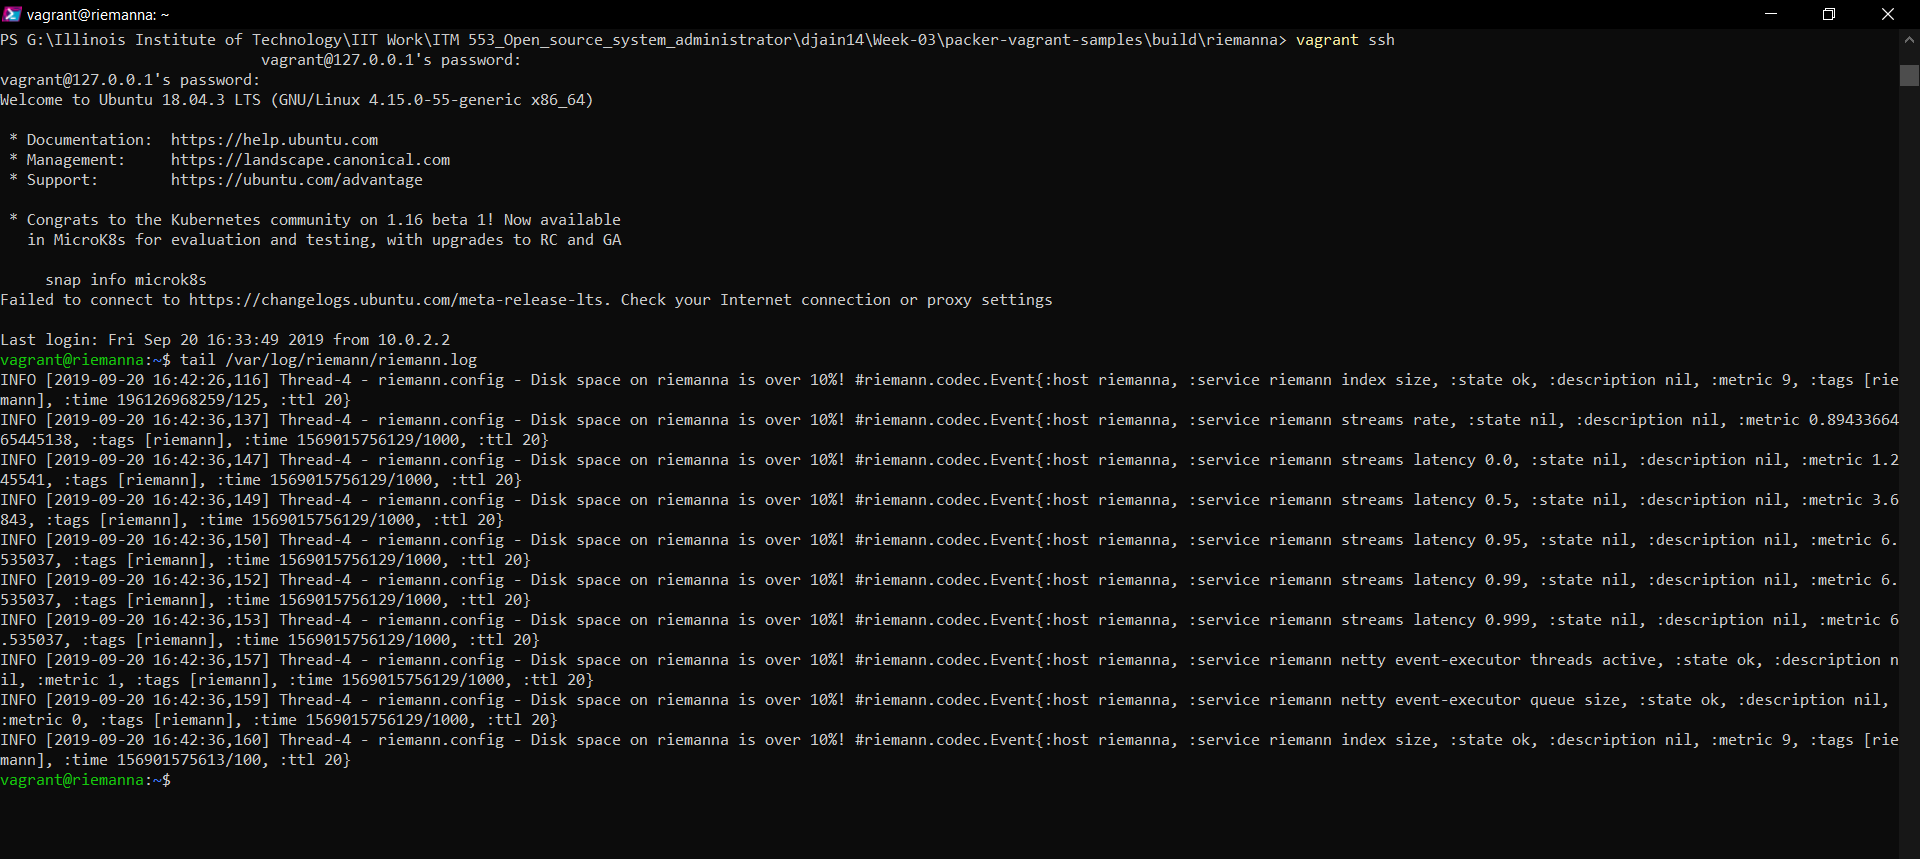 vagrant@riemanna: ~
PS G:\Illinois Institute of Technology\IIT Work\ITM 553_Open_source_system_administrator\djain14\Week-03\packer-vagrant-samples\build\riemanna> vagrant ssh
vagrant@127.0.0.1's password:
vagrant@127.0.0.1's password:
Welcome to Ubuntu 18.04.3 LTS (GNU/Linux 4.15.0-55-generic x86_64)
* Documentation:  https://help.ubuntu.com
* Management:     https://landscape.canonical.com
* Support:        https://ubuntu.com/advantage
* Congrats to the Kubernetes community on 1.16 beta 1! Now available
in MicroK8s for evaluation and testing, with upgrades to RC and GA
snap info microk8s
Failed to connect to https://changelogs.ubuntu.com/meta-release-lts. Check your Internet connection or proxy settings
Last login: Fri Sep 20 16:33:49 2019 from 10.0.2.2
vagrant@riemanna:~$ tail /var/log/riemann/riemann.log
INFO [2019-09-20 16:42:26,116] Thread-4 - riemann.config - Disk space on riemanna is over 10%! #riemann.codec.Event{:host riemanna, :service riemann index size, :state ok, :description nil, :metric 9, :tags [rie
mann], :time 196126968259/125, :ttl 20}
INFO [2019-09-20 16:42:36,137] Thread-4 - riemann.config - Disk space on riemanna is over 10%! #riemann.codec.Event{:host riemanna, :service riemann streams rate, :state nil, :description nil, :metric 0.89433664
65445138, :tags [riemann], :time 1569015756129/1000, :ttl 20}
INFO [2019-09-20 16:42:36,147] Thread-4 - riemann.config - Disk space on riemanna is over 10%! #riemann.codec.Event{:host riemanna, :service riemann streams latency 0.0, :state nil, :description nil, :metric 1.2
45541, :tags [riemann], :time 1569015756129/1000, :ttl 20}
INFO [2019-09-20 16:42:36,149] Thread-4 - riemann.config - Disk space on riemanna is over 10%! #riemann.codec.Event{:host riemanna, :service riemann streams latency 0.5, :state nil, :description nil, :metric 3.6
843, :tags [riemann], :time 1569015756129/1000, :ttl 20}
INFO [2019-09-20 16:42:36,150] Thread-4 - riemann.config - Disk space on riemanna is over 10%! #riemann.codec.Event{:host riemanna, :service riemann streams latency 0.95, :state nil, :description nil, :metric 6.
535037, :tags [riemann], :time 1569015756129/1000, :ttl 20}
INFO [2019-09-20 16:42:36,152] Thread-4 - riemann.config - Disk space on riemanna is over 10%! #riemann.codec.Event{:host riemanna, :service riemann streams latency 0.99, :state nil, :description nil, :metric 6.
535037, :tags [riemann], :time 1569015756129/1000, :ttl 20}
INFO [2019-09-20 16:42:36,153] Thread-4 - riemann.config - Disk space on riemanna is over 10%! #riemann.codec.Event{:host riemanna, :service riemann streams latency 0.999, :state nil, :description nil, :metric 6
.535037, :tags [riemann], :time 1569015756129/1000, :ttl 20}
INFO [2019-09-20 16:42:36,157] Thread-4 - riemann.config - Disk space on riemanna is over 10%! #riemann.codec.Event{:host riemanna, :service riemann netty event-executor threads active, :state ok, :description n
il, :metric 1, :tags [riemann], :time 1569015756129/1000, :ttl 20}
INFO [2019-09-20 16:42:36,159] Thread-4 - riemann.config - Disk space on riemanna is over 10%! #riemann.codec.Event{:host riemanna, :service riemann netty event-executor queue size, :state ok, :description nil,
:metric 0, :tags [riemann], :time 1569015756129/1000, :ttl 20}
INFO [2019-09-20 16:42:36,160] Thread-4 - riemann.config - Disk space on riemanna is over 10%! #riemann.codec.Event{:host riemanna, :service riemann index size, :state ok, :description nil, :metric 9, :tags [rie
mann], :time 156901575613/100, :ttl 20}
vagrant@riemanna:~$